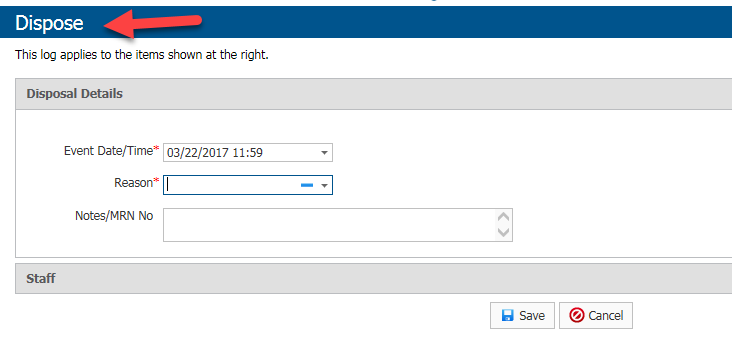 Dispose
This log applies to the items shown at the right.
Disposal Details
Event Date/Time* 03/22/2017 11:59
Reason*
Notes/MRN No
Staff
Save Cancel